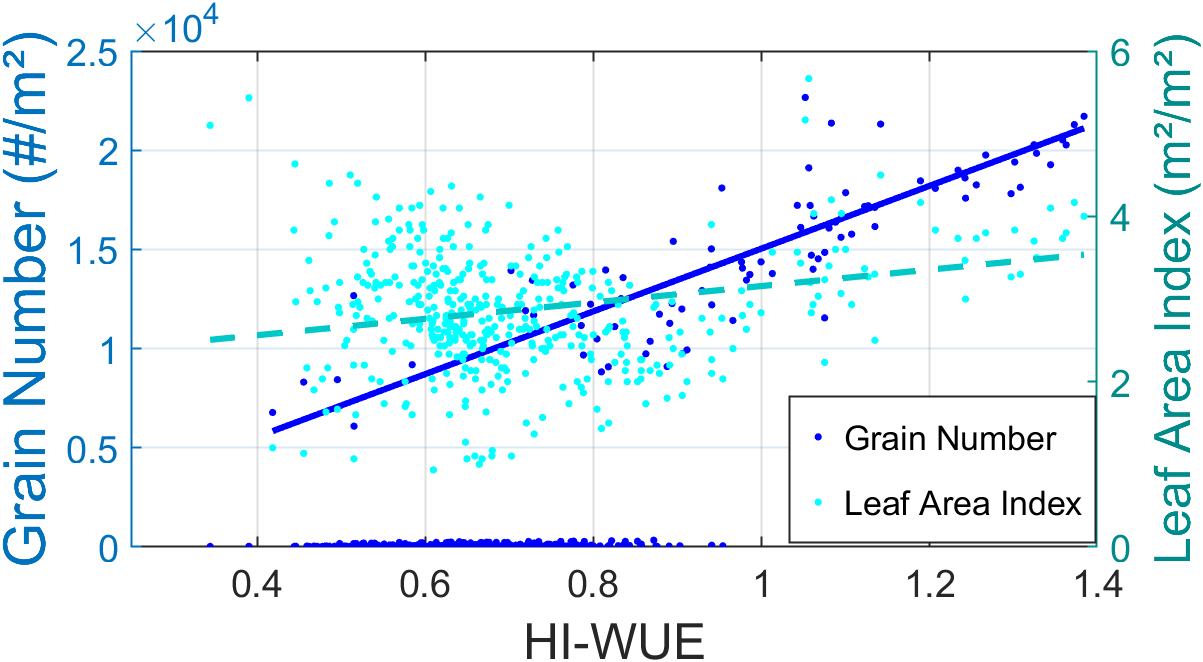 ×10⁴
2.5
2
1.5
1
0.5
0
Grain Number (#/m²)
6
4
2
0
Leaf Area Index (m²/m²)
Grain Number
Leaf Area Index
0.4 0.6 0.8 1 1.2 1.4
HI-WUE